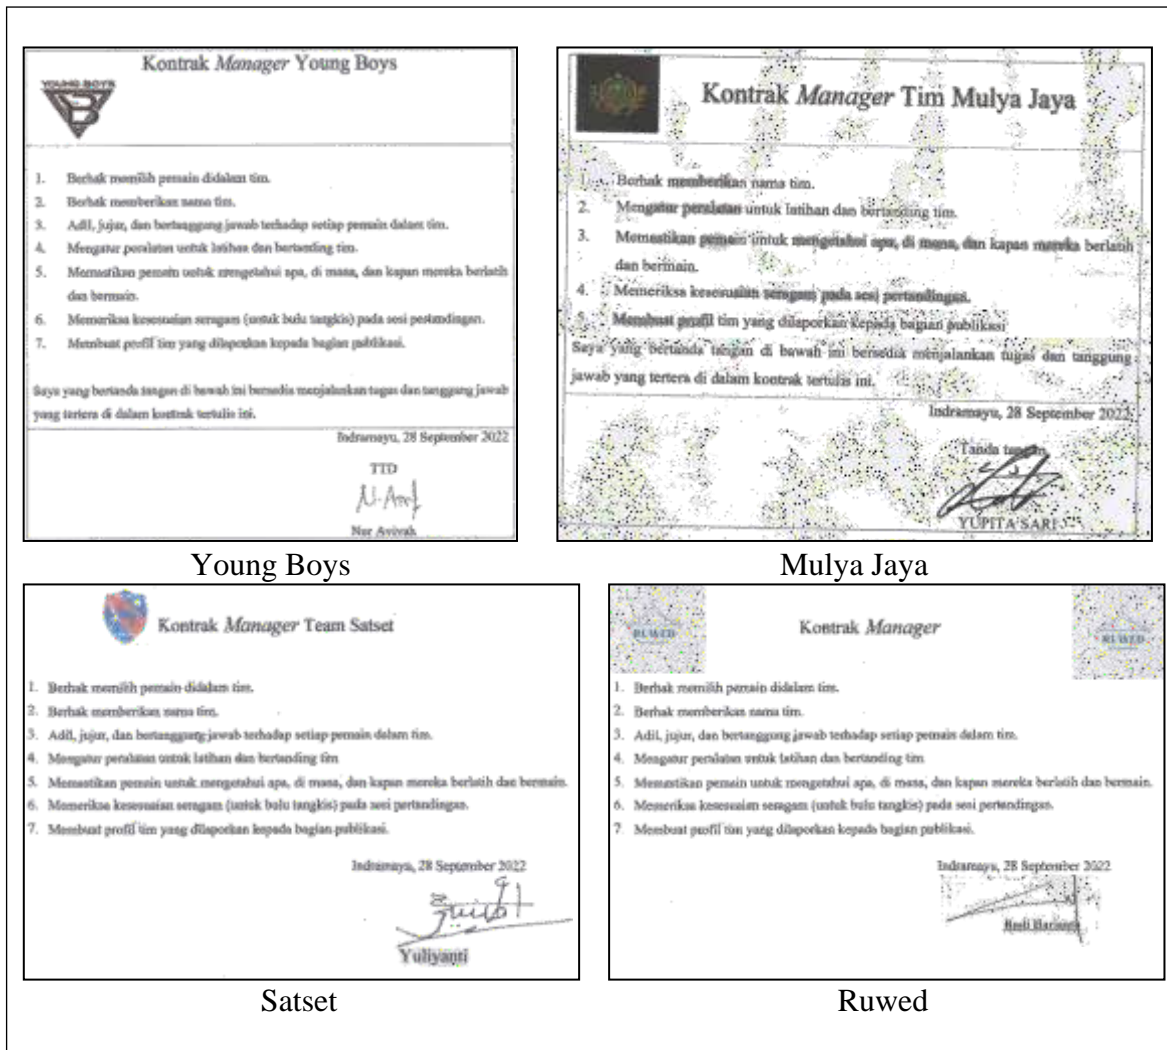 Kontrak Manager Young Boys
YOUNG BOYS
B
1. Berhak memilih pemain didalam tim.
2. Berhak memberikan nama tim.
3. Adil, jujur, dan bertanggung jawab terhadap setiap pemain dalam tim.
4. Mengatur peralatan untuk latihan dan bertanding tim.
5. Memastikan pemain untuk mengetahui apa, di mana, dan kapan mereka berlatih
dan bermain.
6. Memeriksa kesesuaian seragam (untuk bulu tangkis) pada sesi pertandingan.
7. Membuat profil tim yang dilaporkan kepada bagian publikasi.
Saya yang bertanda tangan di bawah ini bersedia menjalankan tugas dan tanggung jawab
yang tertera di dalam kontrak tertulis ini.
Indramayu, 28 September 2022
TTD
Nur Avivah
Young Boys
Kontrak Manager Tim Mulya Jaya
1. Berhak memberikan nama tim.
2. Mengatur peralatan untuk latihan dan bertanding tim.
3. Memastikan pemain untuk mengetahui apa, di mana, dan kapan mereka berlatih
dan bermain.
4. Memeriksa kesesuaian seragam pada sesi pertandingan.
5. Membuat profil tim yang dilaporkan kepada bagian publikasi
Saya yang bertanda tangan di bawah ini bersedia menjalankan tugas dan tanggung
jawab yang tertera di dalam kontrak tertulis ini.
Indramayu, 28 September 2022
Tanda tangan,
YUPITA SARI
Mulya Jaya
Kontrak Manager Team Satset
1. Berhak memilih pemain didalam tim.
2. Berhak memberikan nama tim.
3. Adil, jujur, dan bertanggung jawab terhadap setiap pemain dalam tim.
4. Mengatur peralatan untuk latihan dan bertanding tim
5. Memastikan pemain untuk mengetahui apa, di mana, dan kapan mereka berlatih dan bermain.
6. Memeriksa kesesuaian seragam (untuk bulu tangkis) pada sesi pertandingan.
7. Membuat profil tim yang dilaporkan kepada bagian publikasi.
Indramayu, 28 September 2022
Yuliyanti
Satset
RUWED
Kontrak Manager
RUWED
1. Berhak memilih pemain didalam tim.
2. Berhak memberikan nama tim.
3. Adil, jujur, dan bertanggung jawab terhadap setiap pemain dalam tim.
4. Mengatur peralatan untuk latihan dan bertanding tim
5. Memastikan pemain untuk mengetahui apa, di mana, dan kapan mereka berlatih dan bermain.
6. Memeriksa kesesuaian seragam (untuk bulu tangkis) pada sesi pertandingan.
7. Membuat profil tim yang dilaporkan kepada bagian publikasi.
Indramayu, 28 September 2022
Ruwed